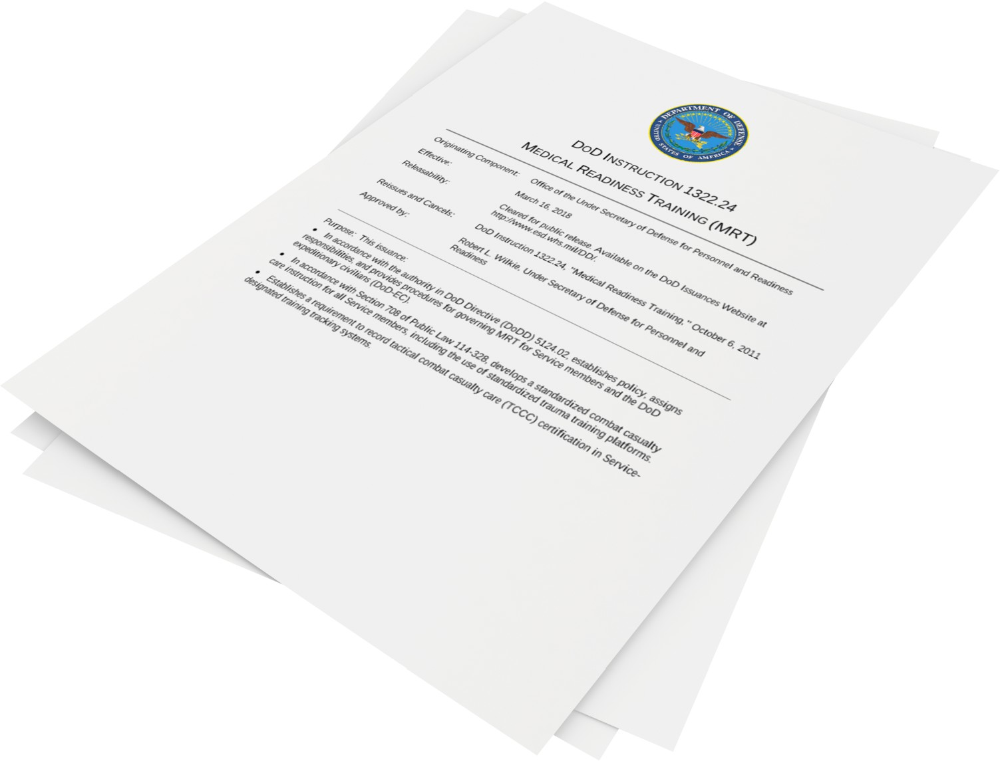 DEPARTMENT OF DEFENSE
UNITED STATES OF AMERICA
DOD INSTRUCTION 1322.24
MEDICAL READINESS TRAINING (MRT)
Originating Component: Office of the Under Secretary of Defense for Personnel and Readiness
Effective: March 16, 2018
Releasability: Cleared for public release. Available on the DoD Issuances Website at
http://www.esd.whs.mil/DD/.
Reissues and Cancels: DoD Instruction 1322.24, “Medical Readiness Training,” October 6, 2011
Approved by: Robert L. Wilkie, Under Secretary of Defense for Personnel and
Readiness
Purpose: This issuance:
• In accordance with the authority in DoD Directive (DoDD) 5124.02, establishes policy, assigns
responsibilities, and provides procedures for governing MRT for Service members and the DoD
expeditionary civilians (DoD-EC).
• In accordance with Section 708 of Public Law 114-328, develops a standardized combat casualty
care instruction for all Service members, including the use of standardized trauma training platforms.
• Establishes a requirement to record tactical combat casualty care (TCCC) certification in Service-
designated training tracking systems.